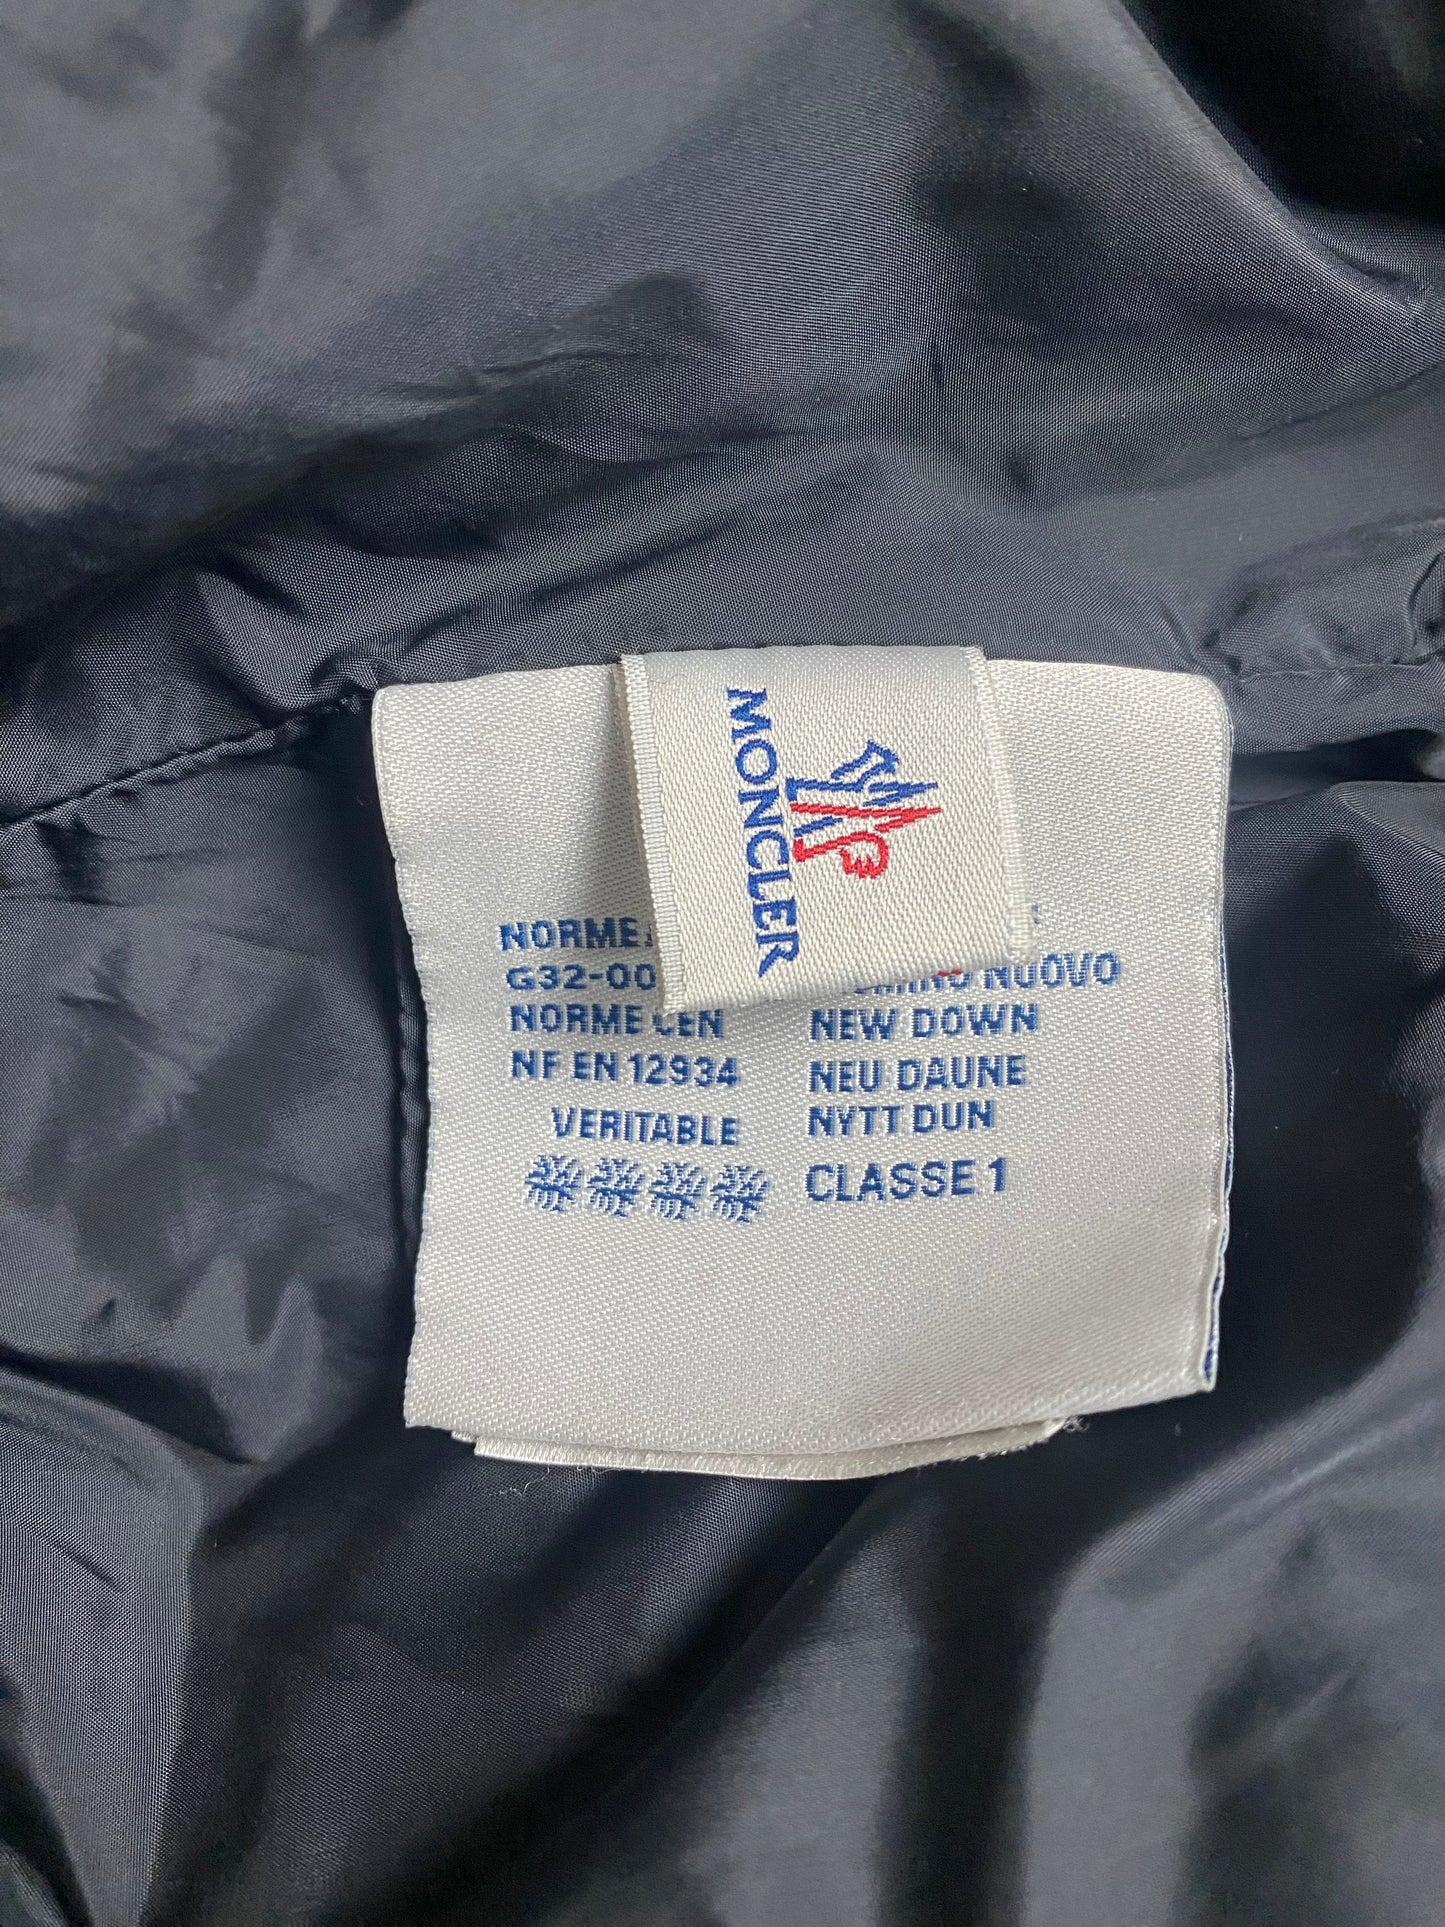 MONCLER
NORME
G32-00
NORME CEN
NF EN 12934
VERITABLE
NUOVO
NEW DOWN
NEU DAUNE
NYTT DUN
CLASSE 1